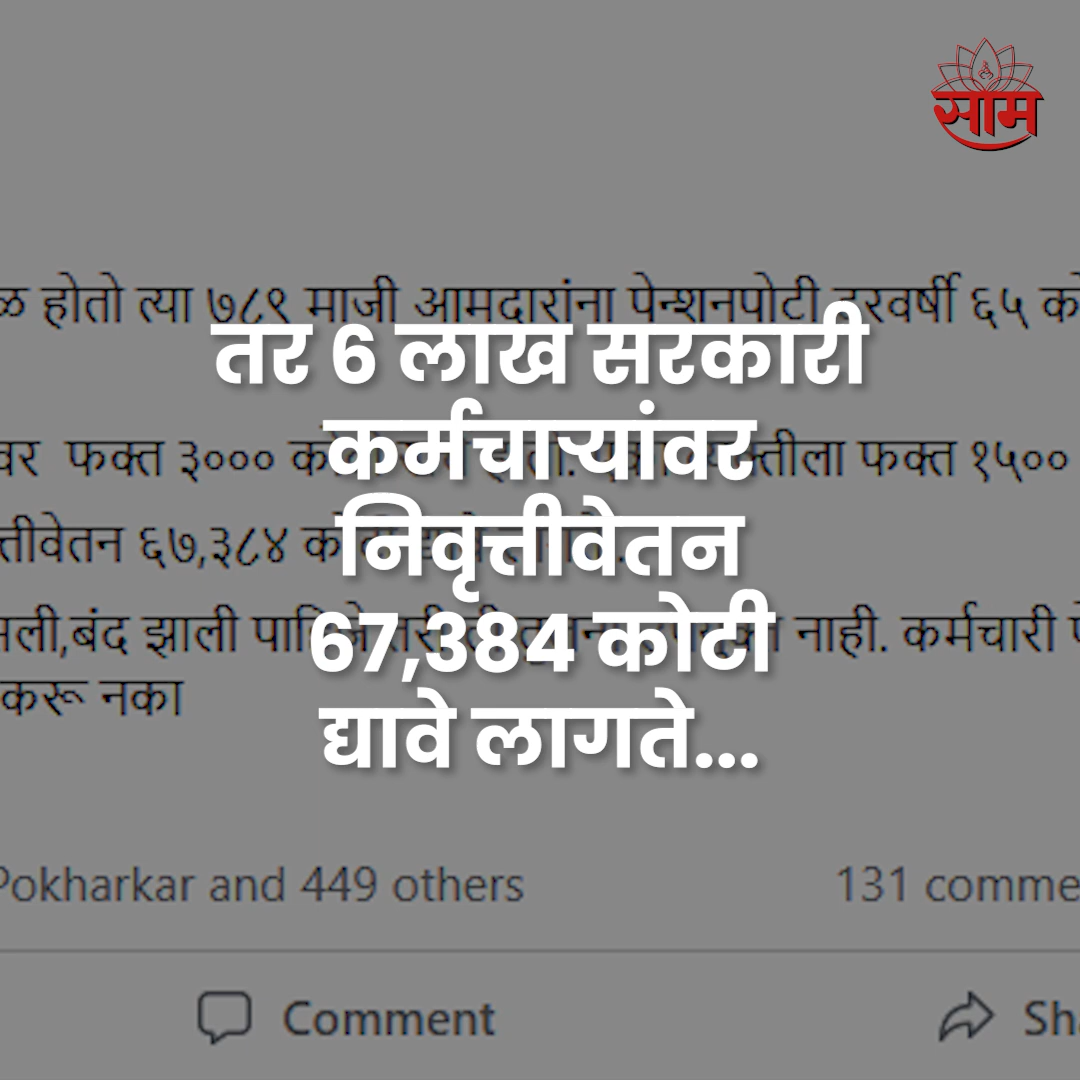 साम
ळ होतो त्या ७८९ माजी आमदारांना पेन्शनपोटी दरवर्षी ६५ को
तर 6 लाख सरकारी
वर फक्त ३०००
कर्मचाऱ्यांवर
फक्त १५००
त्तीवेतन ६७,३८४
निवृत्तीवेतन
बंद झाली
67,384 कोटी
नाही. कर्मचारी
करू नका
द्यावे लागते...
Pokharkar and 449 others
131 comme
Comment
Sh